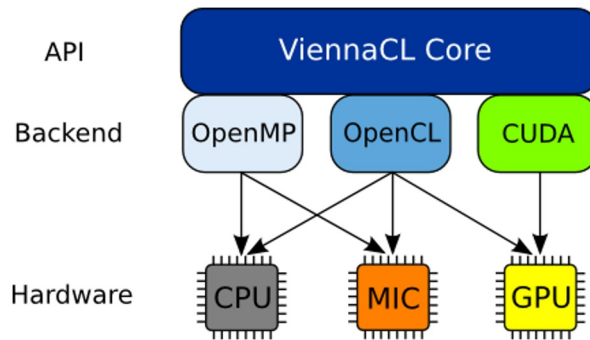 API
ViennaCL Core
Backend
OpenMP
OpenCL
CUDA
Hardware
CPU
MIC
GPU